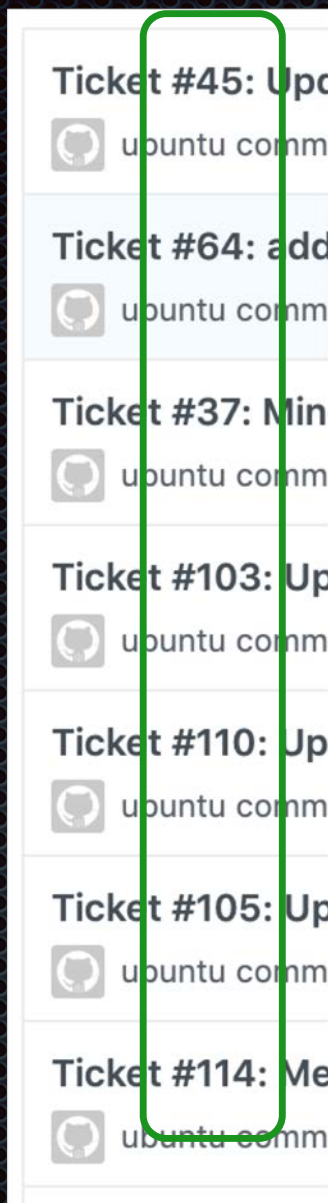 Ticket #45: Upd
ubuntu comm
Ticket #64: add
ubuntu comm
Ticket #37: Min
ubuntu comm
Ticket #103: Up
ubuntu comm
Ticket #110: Up
ubuntu comm
Ticket #105: Up
ubuntu comm
Ticket #114: Me
ubuntu comm